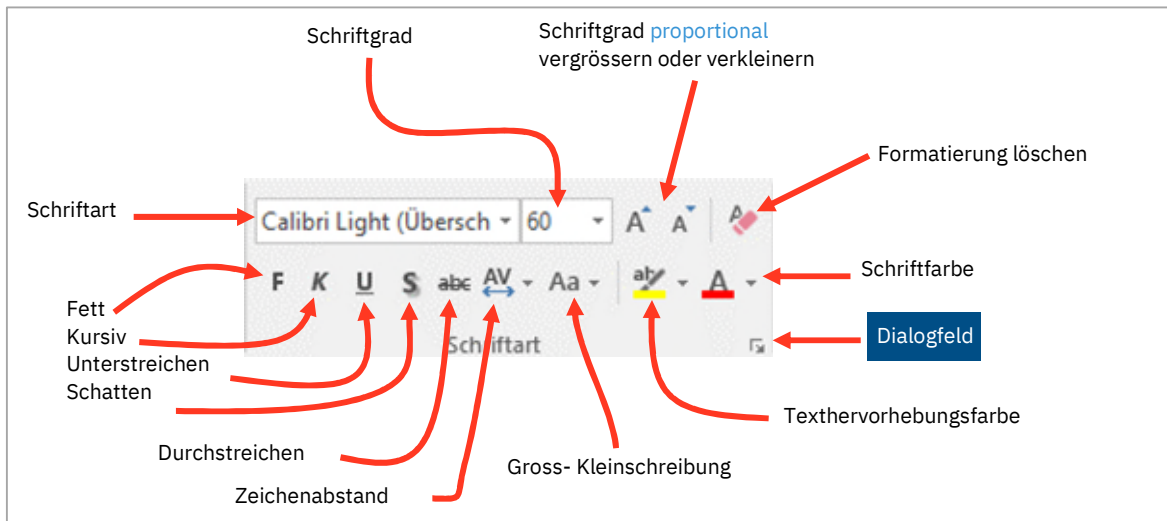 Schriftgrad
Schriftgrad proportional
vergrössern oder verkleinern
Formatierung löschen
Schriftart
Calibri Light (Übersch
60
A A A
F K U S abc AV Aa ab A
Schriftfarbe
Fett
Kursiv
Unterstreichen
Schatten
Schriftart
Dialogfeld
Texthervorhebungsfarbe
Durchstreichen
Gross- Kleinschreibung
Zeichenabstand